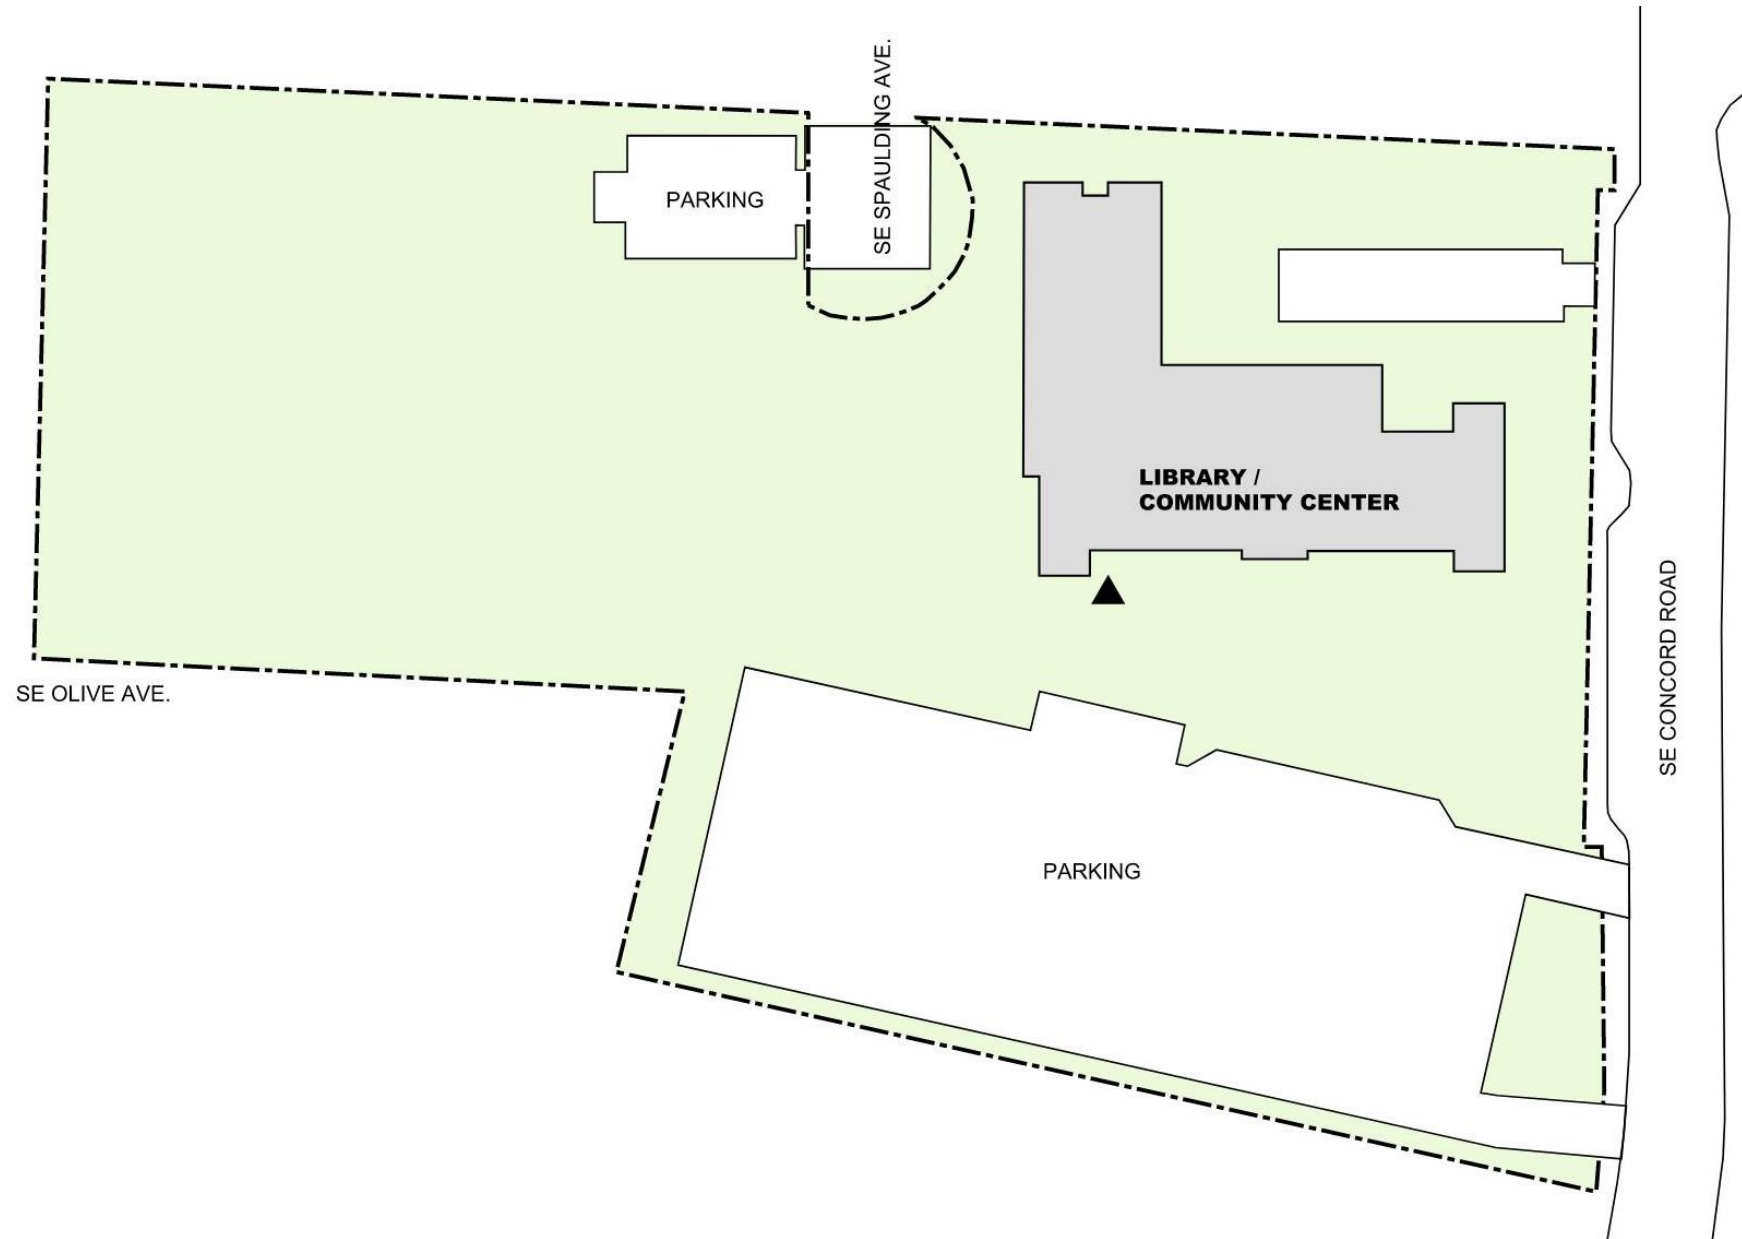 SE SPAULDING AVE.
PARKING
LIBRARY /
COMMUNITY CENTER
SE CONCORD ROAD
SE OLIVE AVE.
PARKING